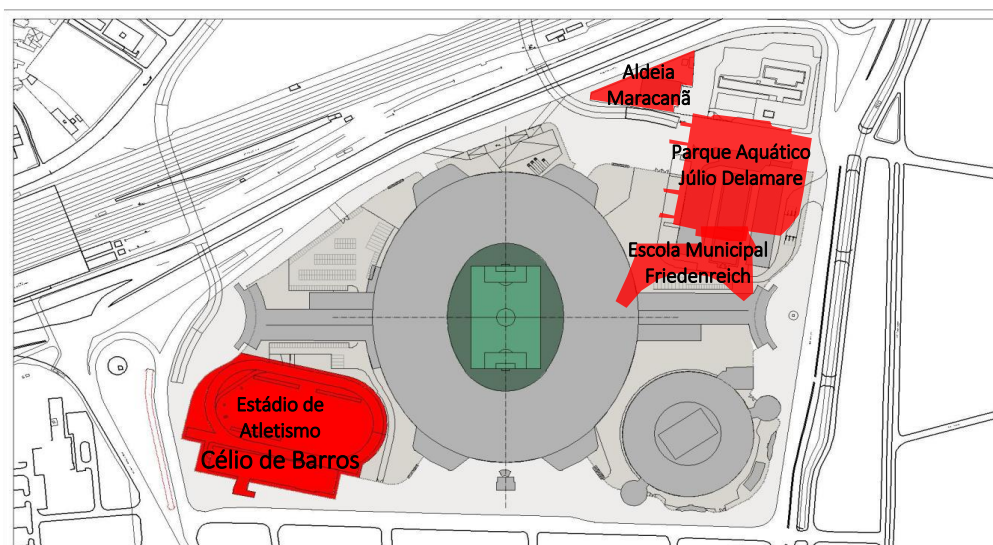 Aldeia
Maracanã
Parque Aquático
Júlio Delamare
Escola Municipal
Friedenreich
Estádio de
Atletismo
Célio de Barros